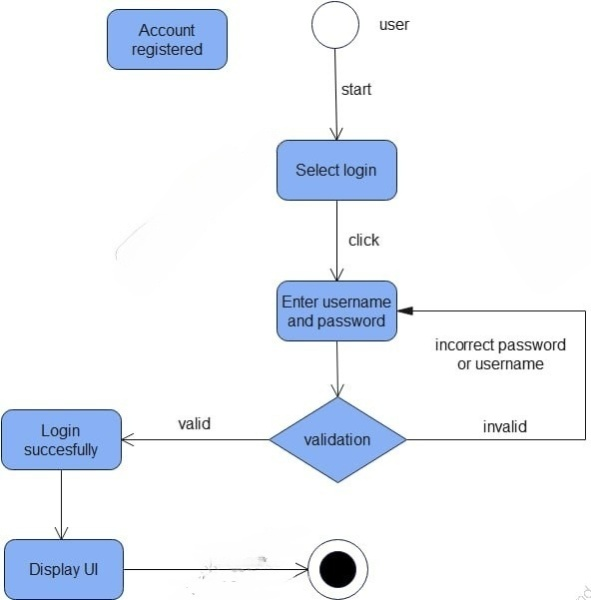 Account
registered
user
start
Select login
click
Enter username
and password
incorrect password
or username
validation
valid
invalid
Login
succesfully
Display UI